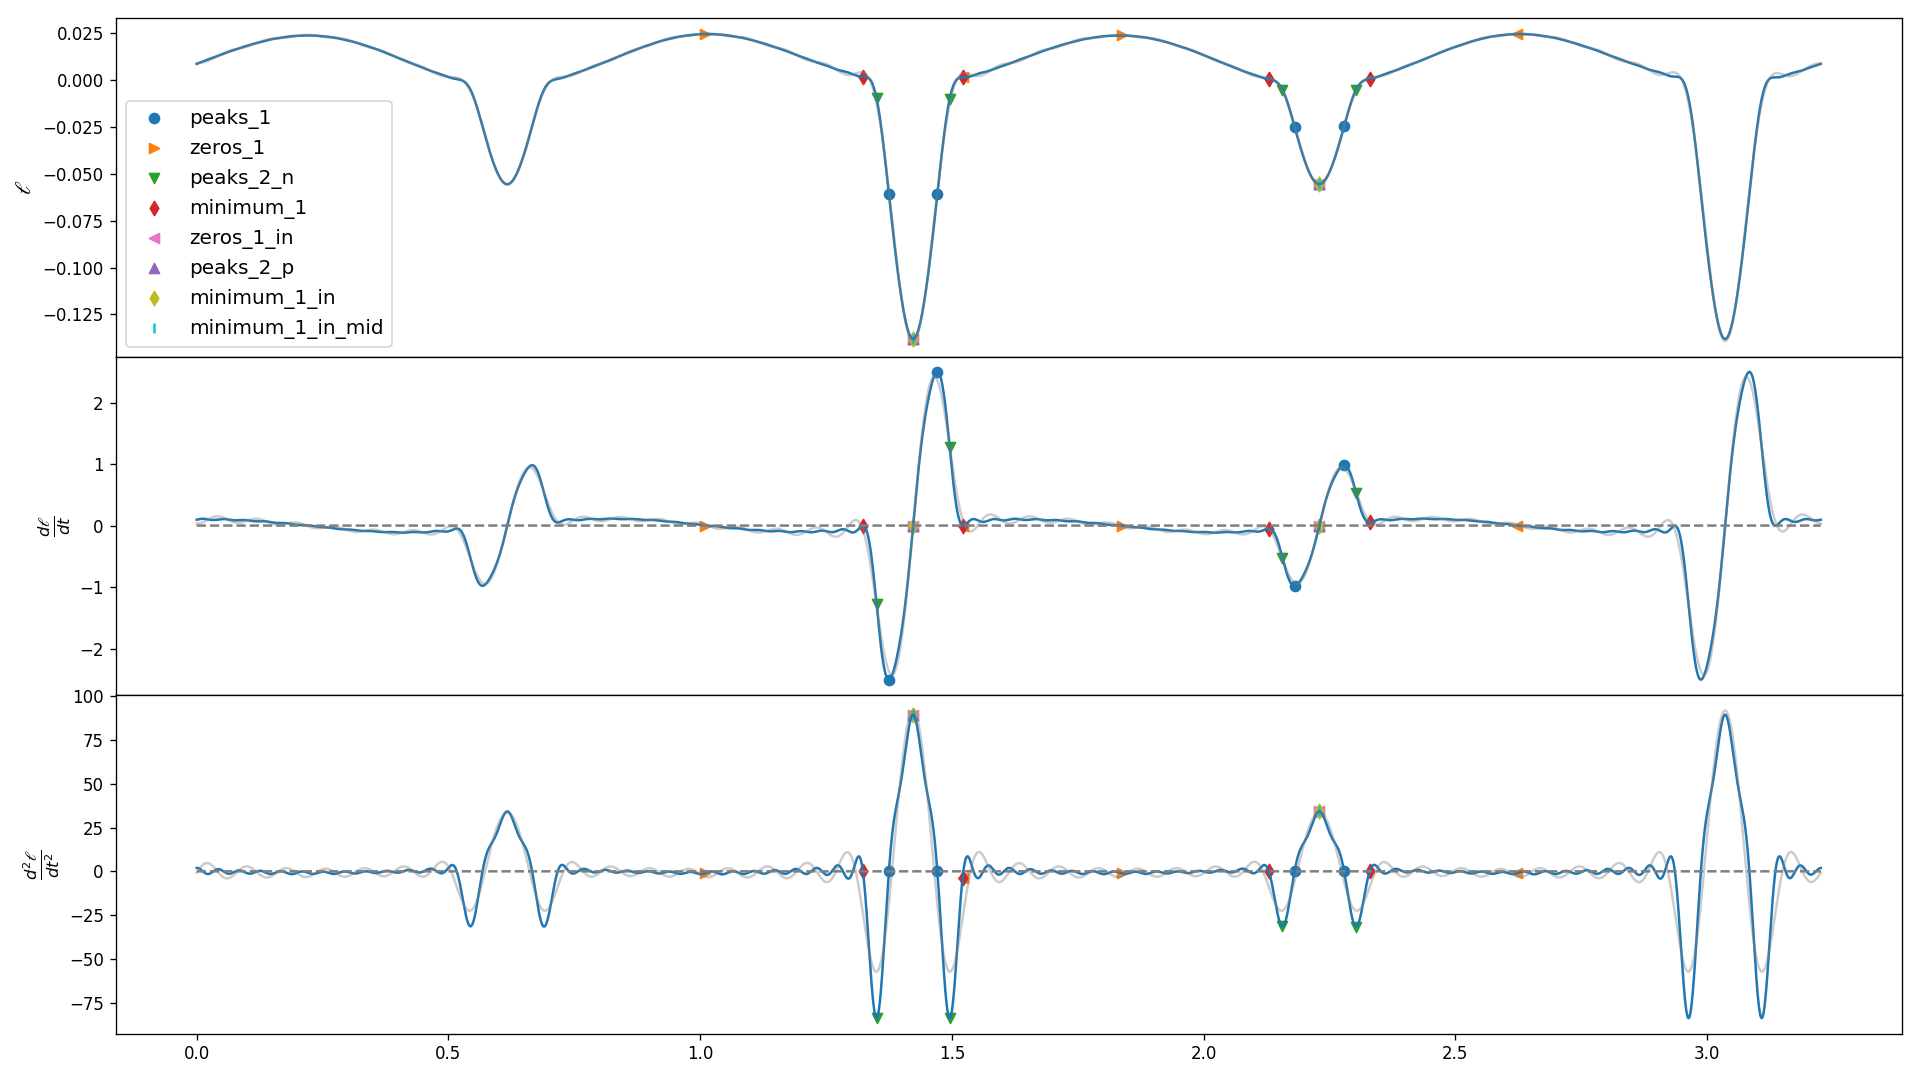 0.025
0.000
−0.025
−0.050
−0.075
−0.100
−0.125
ℓ
peaks_1
zeros_1
peaks_2_n
minimum_1
zeros_1_in
peaks_2_p
minimum_1_in
minimum_1_in_mid
2
1
0
−1
−2
dℓ
dt
100
75
50
25
0
−25
−50
−75
d²ℓ
dt²
0.0 0.5 1.0 1.5 2.0 2.5 3.0